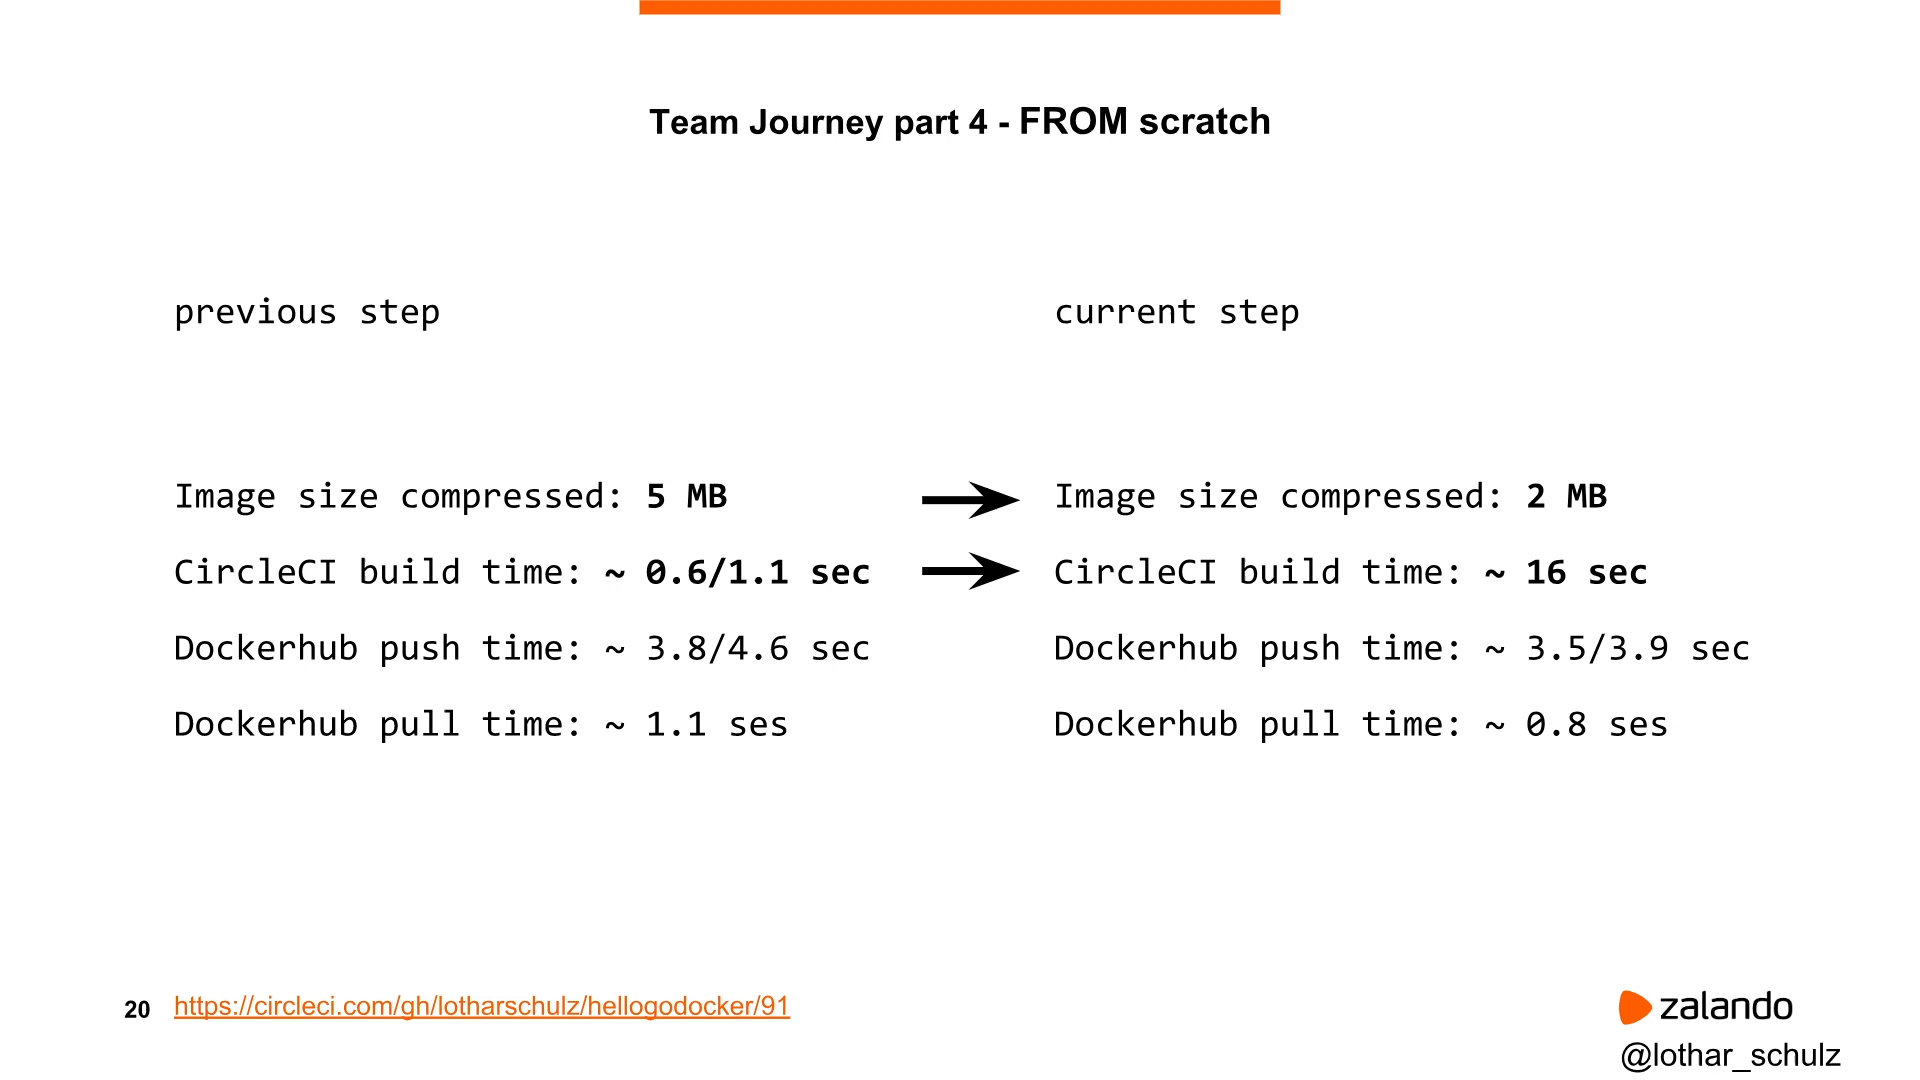 Team Journey part 4 - FROM scratch
previous step
current step
Image size compressed: 5 MB
Image size compressed: 2 MB
CircleCI build time: ~ 0.6/1.1 sec
CircleCI build time: ~ 16 sec
Dockerhub push time: ~ 3.8/4.6 sec
Dockerhub push time: ~ 3.5/3.9 sec
Dockerhub pull time: ~ 1.1 ses
Dockerhub pull time: ~ 0.8 ses
20 https://circleci.com/gh/lotharschulz/hellogodocker/91
zalando
@lothar_schulz